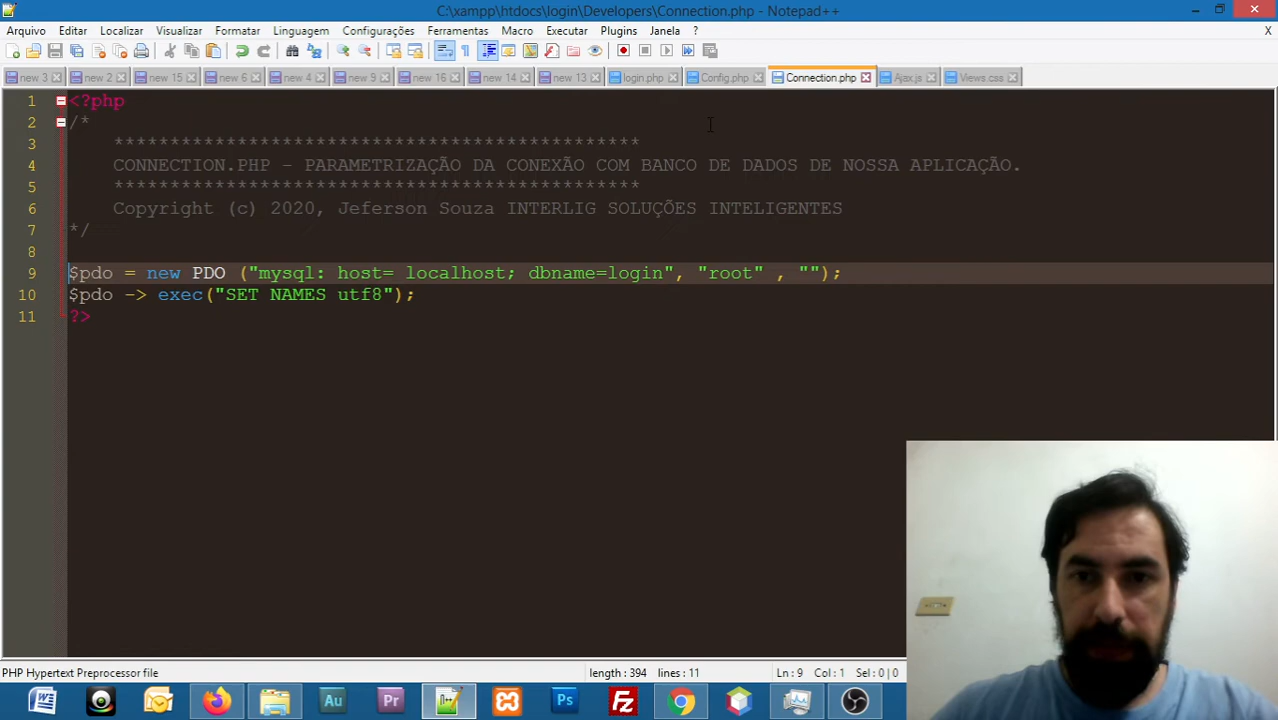 C:\xampp\htdocs\login\Developers\Connection.php - Notepad++
Arquivo Editar Localizar Visualizar Formatar Linguagem Configurações Ferramentas Macro Executar Plugins Janela ? X
new 3 new 2 new 15 new 6 new 4 new 9 new 16 new 14 new 13 login.php Config.php Connection.php Ajax.js Views.css
1 <?php
2 /*
3 ***********************************************
4 CONNECTION.PHP - PARAMETRIZAÇÃO DA CONEXÃO COM BANCO DE DADOS DE NOSSA APLICAÇÃO.
5 ***********************************************
6 Copyright (c) 2020, Jeferson Souza INTERLIG SOLUÇÕES INTELIGENTES
7 */
8
9 $pdo = new PDO ("mysql: host= localhost; dbname=login", "root" , "");
10 $pdo -> exec("SET NAMES utf8");
11 ?>
PHP Hypertext Preprocessor file length : 394 lines : 11 Ln : 9 Col : 1 Sel : 0 | 0
Au Pr Ps Fz